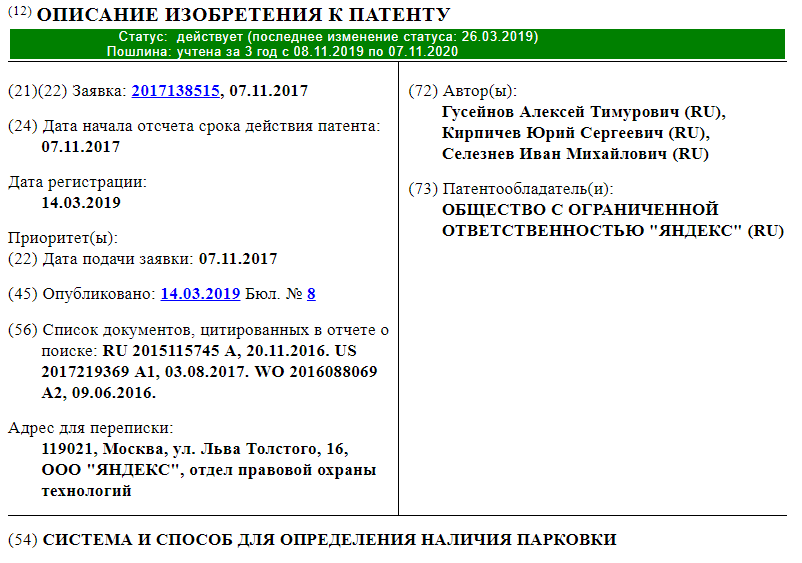 (12) ОПИСАНИЕ ИЗОБРЕТЕНИЯ К ПАТЕНТУ
Статус: действует (последнее изменение статуса: 26.03.2019)
Пошлина: учтена за 3 год с 08.11.2019 по 07.11.2020
(21)(22) Заявка: 2017138515, 07.11.2017
(24) Дата начала отсчета срока действия патента:
07.11.2017
Дата регистрации:
14.03.2019
Приоритет(ы):
(22) Дата подачи заявки: 07.11.2017
(45) Опубликовано: 14.03.2019 Бюл. № 8
(56) Список документов, цитированных в отчете о
поиске: RU 2015115745 A, 20.11.2016. US
2017219369 A1, 03.08.2017. WO 2016088069
A2, 09.06.2016.
Адрес для переписки:
119021, Москва, ул. Льва Толстого, 16,
ООО "ЯНДЕКС", отдел правовой охраны
технологий
(72) Автор(ы):
Гусейнов Алексей Тимурович (RU),
Кирпичев Юрий Сергеевич (RU),
Селезнев Иван Михайлович (RU)
(73) Патентообладатель(и):
ОБЩЕСТВО С ОГРАНИЧЕННОЙ
ОТВЕТСТВЕННОСТЬЮ "ЯНДЕКС" (RU)
(54) СИСТЕМА И СПОСОБ ДЛЯ ОПРЕДЕЛЕНИЯ НАЛИЧИЯ ПАРКОВКИ